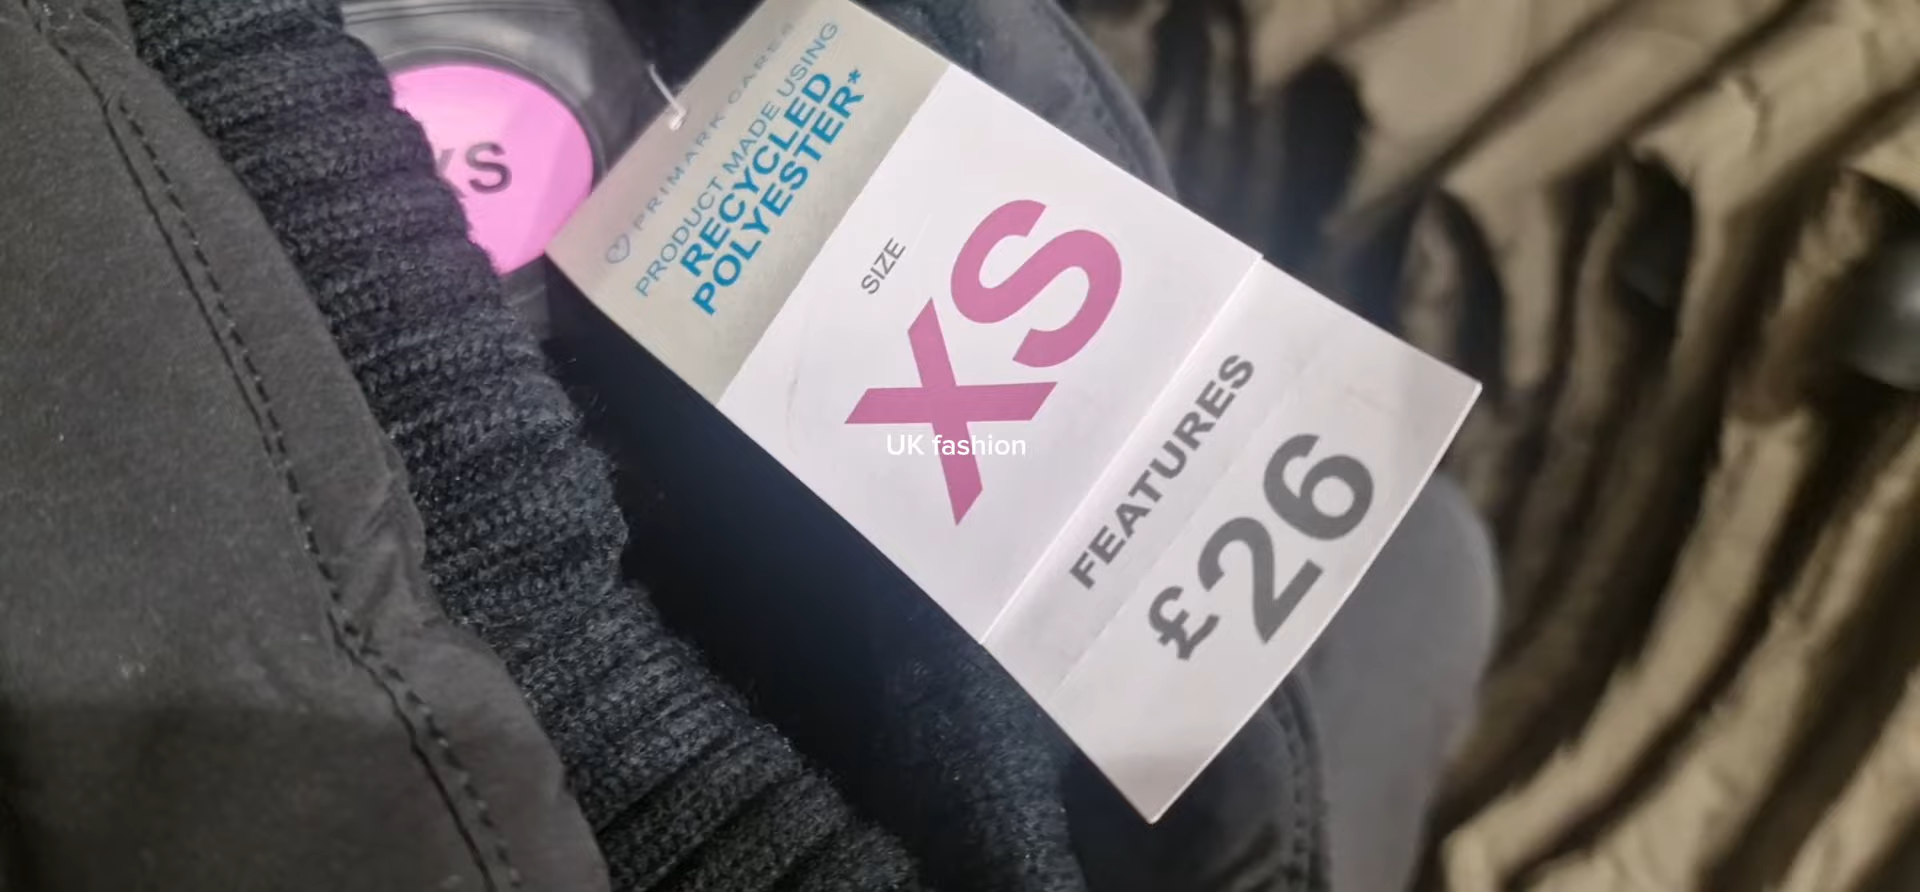 XS
PRIMARK CARES
PRODUCT MADE USING
RECYCLED
POLYESTER*
SIZE
XS
UK fashion
FEATURES
£26